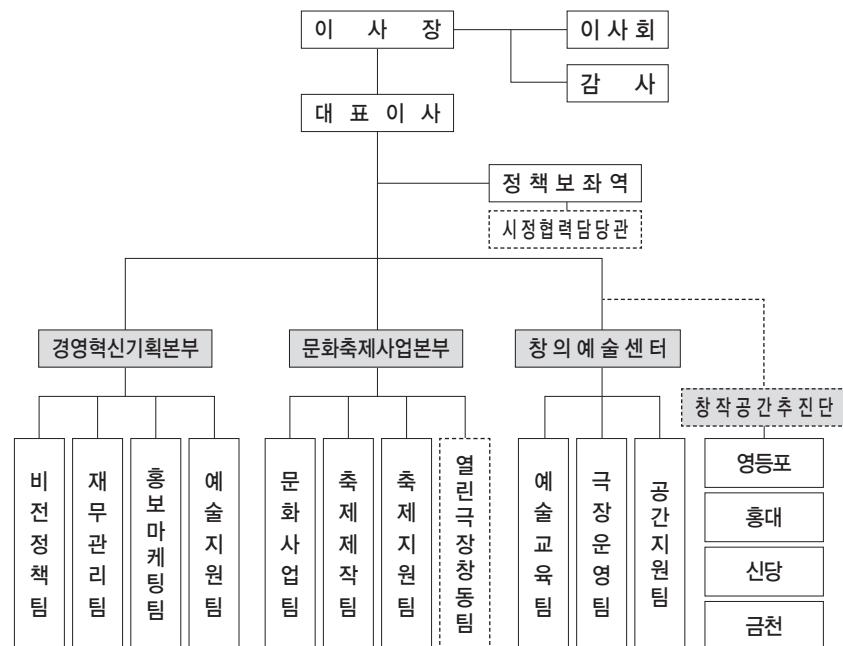 이 사 장
이사회
감 사
대 표 이 사
정책보좌역
시정협력담당관
경영혁신기획본부
문화축제사업본부
창의예술센터
창작공간추진단
비전정책팀
재무관리팀
홍보마케팅팀
예술지원팀
문화사업팀
축제제작팀
축제지원팀
열린극장창동팀
예술교육팀
극장운영팀
공간지원팀
영등포
홍대
신당
금천